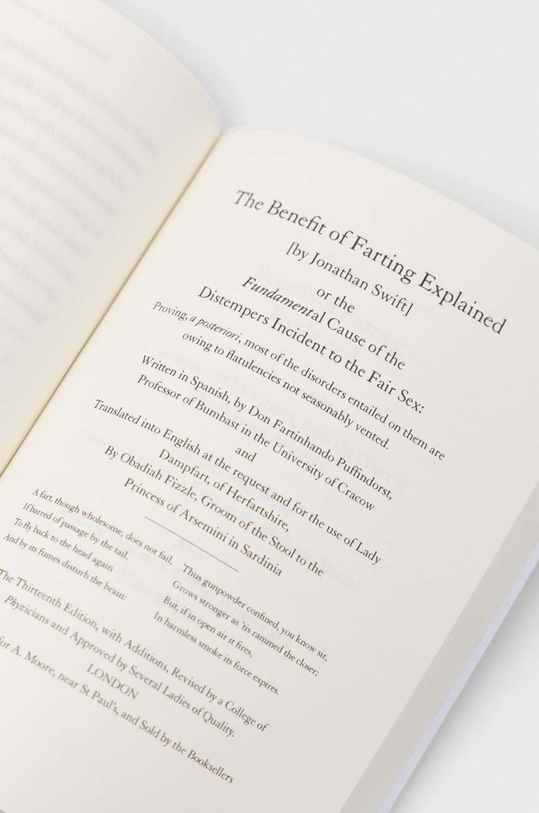 The Benefit of Farting Explained
[by Jonathan Swift]
or the
Fundamental Cause of the
Distempers Incident to the Fair Sex:
Proving, a posteriori, most of the disorders entailed on them are
owing to flatulencies not seasonably vented.
Written in Spanish, by Don Fartinhando Puffindorst,
Professor of Bumbast in the University of Cracow
and
Translated into English at the request and for the use of Lady
Dampfart, of Herfartshire,
By Obadiah Fizzle, Groom of the Stool to the
Princess of Arsemini in Sardinia
A fart, though wholesome, does not fail,
If barred of passage by the tail,
To fly back to the head again
And by its fumes disturb the brain:
Thus gunpowder confined, you know sir,
Grows stronger as 'tis rammed the closer;
But, if in open air it fires,
In harmless smoke its force expires.
The Thirteenth Edition, with Additions, Revised by a College of
Physicians and Approved by Several Ladies of Quality.
LONDON
for A. Moore, near St Paul's, and Sold by the Booksellers